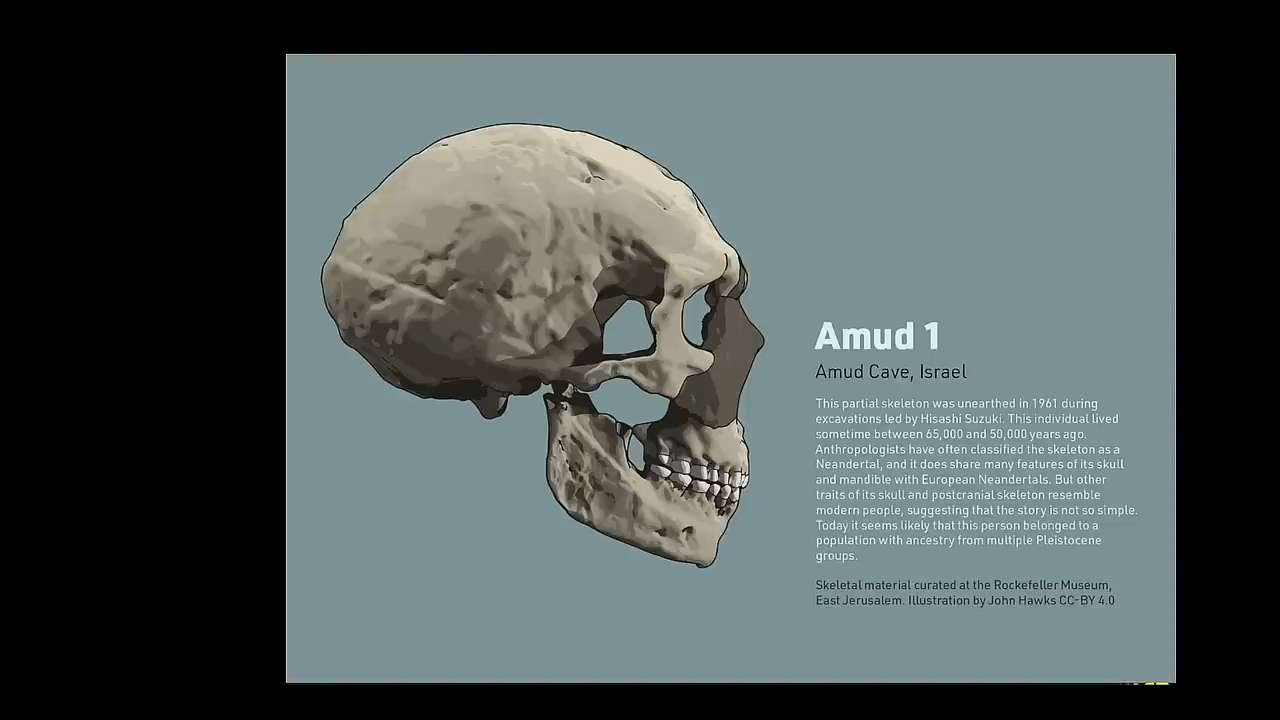 Amud 1
Amud Cave, Israel
This partial skeleton was unearthed in 1961 during
excavations led by Hisashi Suzuki. This individual lived
sometime between 65,000 and 50,000 years ago.
Anthropologists have often classified the skeleton as a
Neandertal, and it does share many features of its skull
and mandible with European Neandertals. But other
traits of its skull and postcranial skeleton resemble
modern people, suggesting that the story is not so simple.
Today it seems likely that this person belonged to a
population with ancestry from multiple Pleistocene
groups.
Skeletal material curated at the Rockefeller Museum,
East Jerusalem. Illustration by John Hawks CC-BY 4.0